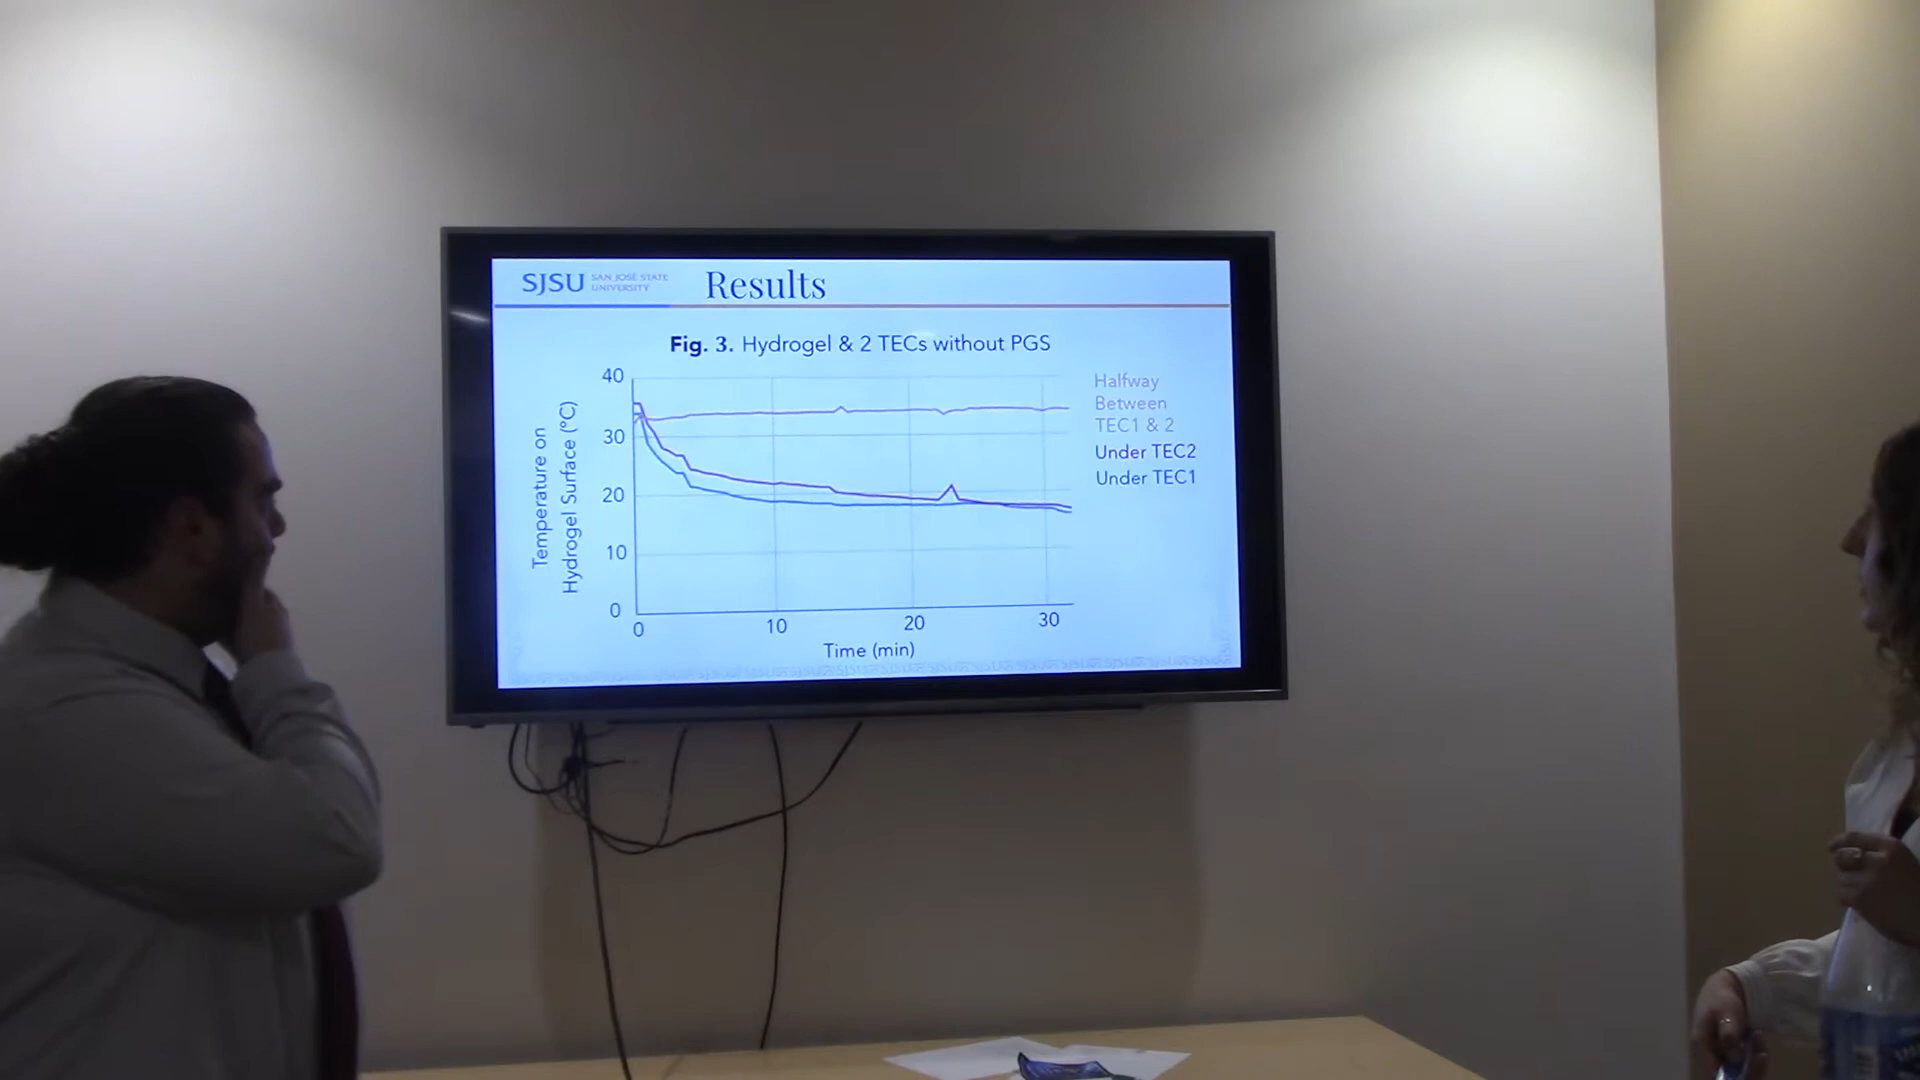 SJSU SAN JOSÉ STATE
UNIVERSITY
Results
Fig. 3. Hydrogel & 2 TECs without PGS
Temperature on
Hydrogel Surface (°C)
40
30
20
10
0
0 10 20 30
Time (min)
Halfway
Between
TEC1 & 2
Under TEC2
Under TEC1